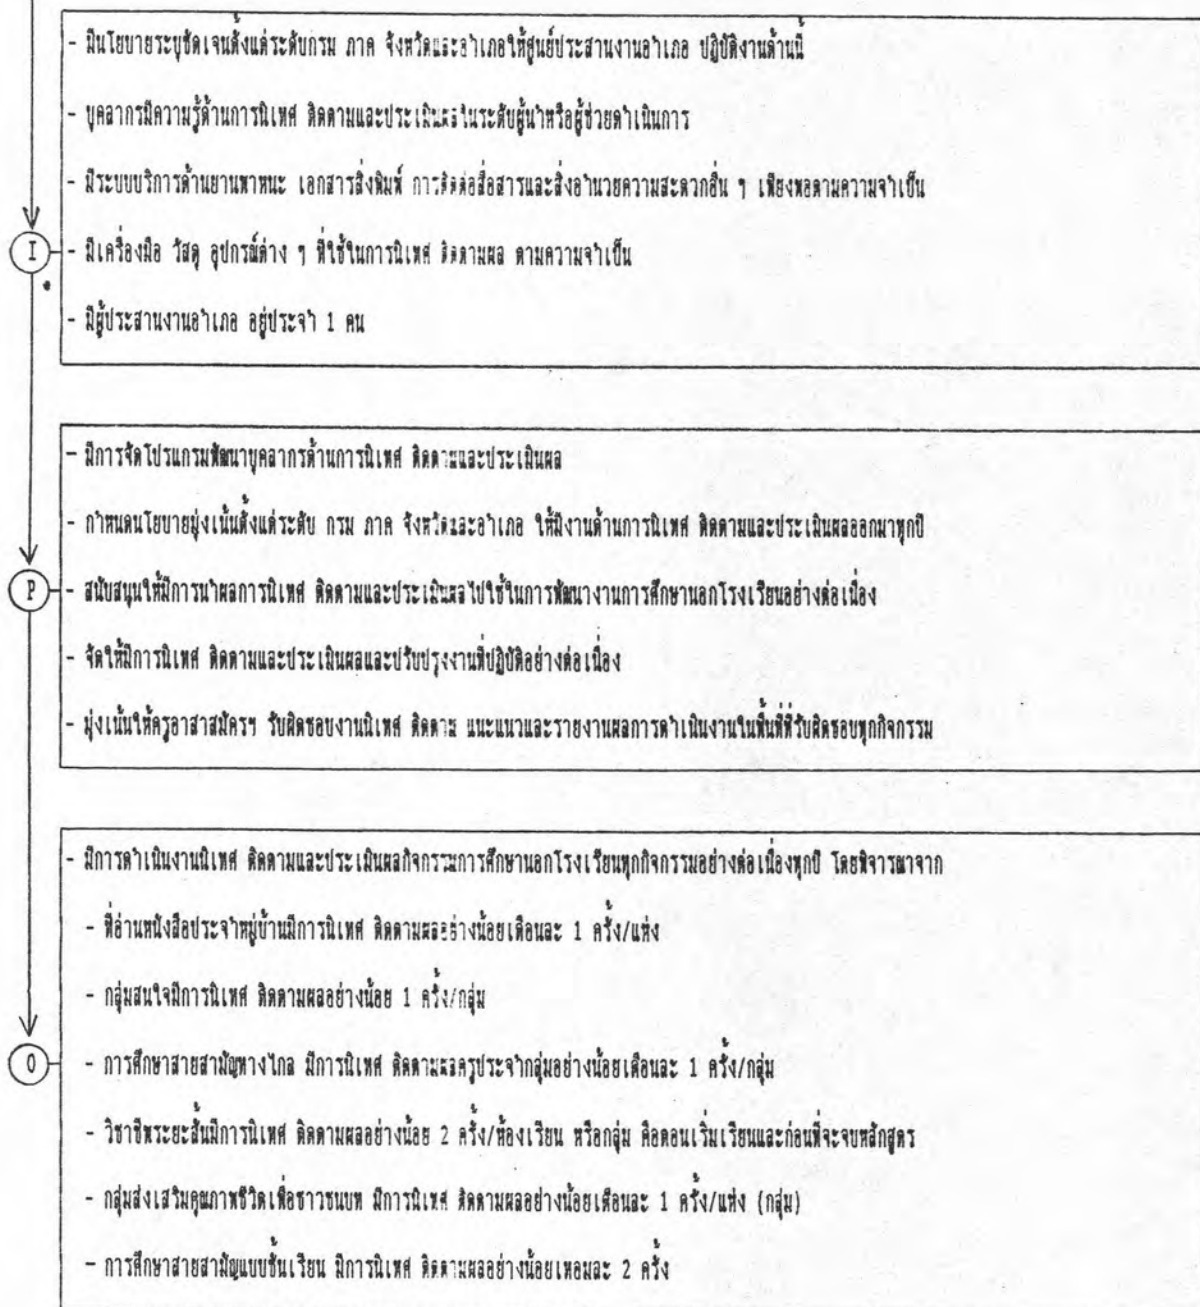 - มีนโยบายระบุชัดเจนตั้งแต่ระดับกรม ภาค จังหวัดและอำเภอให้ศูนย์ประสานงานอำเภอ ปฏิบัติงานด้านนี้
- บุคลากรมีความรู้ด้านการนิเทศ ติดตามและประเมินผลในระดับผู้นำหรือผู้ช่วยดำเนินการ
- มีระบบบริการด้านยานพาหนะ เอกสารสิ่งพิมพ์ การติดต่อสื่อสารและสิ่งอำนวยความสะดวกอื่น ๆ เพียงพอตามความจำเป็น
I - มีเครื่องมือ วัสดุ อุปกรณ์ต่าง ๆ ที่ใช้ในการนิเทศ ติดตามผล ตามความจำเป็น
- มีผู้ประสานงานอำเภอ อยู่ประจำ 1 คน
- มีการจัดโปรแกรมพัฒนาบุคลากรด้านการนิเทศ ติดตามและประเมินผล
- กำหนดนโยบายมุ่งเน้นตั้งแต่ระดับ กรม ภาค จังหวัดและอำเภอ ให้มีงานด้านการนิเทศ ติดตามและประเมินผลออกมาทุกปี
P - สนับสนุนให้มีการนำผลการนิเทศ ติดตามและประเมินผลไปใช้ในการพัฒนางานการศึกษานอกโรงเรียนอย่างต่อเนื่อง
- จัดให้มีการนิเทศ ติดตามและประเมินผลและปรับปรุงงานที่ปฏิบัติอย่างต่อเนื่อง
- มุ่งเน้นให้ครูอาสาสมัครฯ รับผิดชอบงานนิเทศ ติดตาม แนะแนวและรายงานผลการดำเนินงานในพื้นที่ที่รับผิดชอบทุกกิจกรรม
- มีการดำเนินงานนิเทศ ติดตามและประเมินผลกิจกรรมการศึกษานอกโรงเรียนทุกกิจกรรมอย่างต่อเนื่องทุกปี โดยพิจารณาจาก
- ที่อ่านหนังสือประจำหมู่บ้านมีการนิเทศ ติดตามผลอย่างน้อยเดือนละ 1 ครั้ง/แห่ง
- กลุ่มสนใจมีการนิเทศ ติดตามผลอย่างน้อย 1 ครั้ง/กลุ่ม
O - การศึกษาสายสามัญทางไกล มีการนิเทศ ติดตามผลครูประจำกลุ่มอย่างน้อยเดือนละ 1 ครั้ง/กลุ่ม
- วิชาชีพระยะสั้นมีการนิเทศ ติดตามผลอย่างน้อย 2 ครั้ง/ห้องเรียน หรือกลุ่ม คือตอนเริ่มเรียนและก่อนที่จะจบหลักสูตร
- กลุ่มส่งเสริมคุณภาพชีวิตเพื่อชาวชนบท มีการนิเทศ ติดตามผลอย่างน้อยเดือนละ 1 ครั้ง/แห่ง (กลุ่ม)
- การศึกษาสายสามัญแบบชั้นเรียน มีการนิเทศ ติดตามผลอย่างน้อยเทอมละ 2 ครั้ง